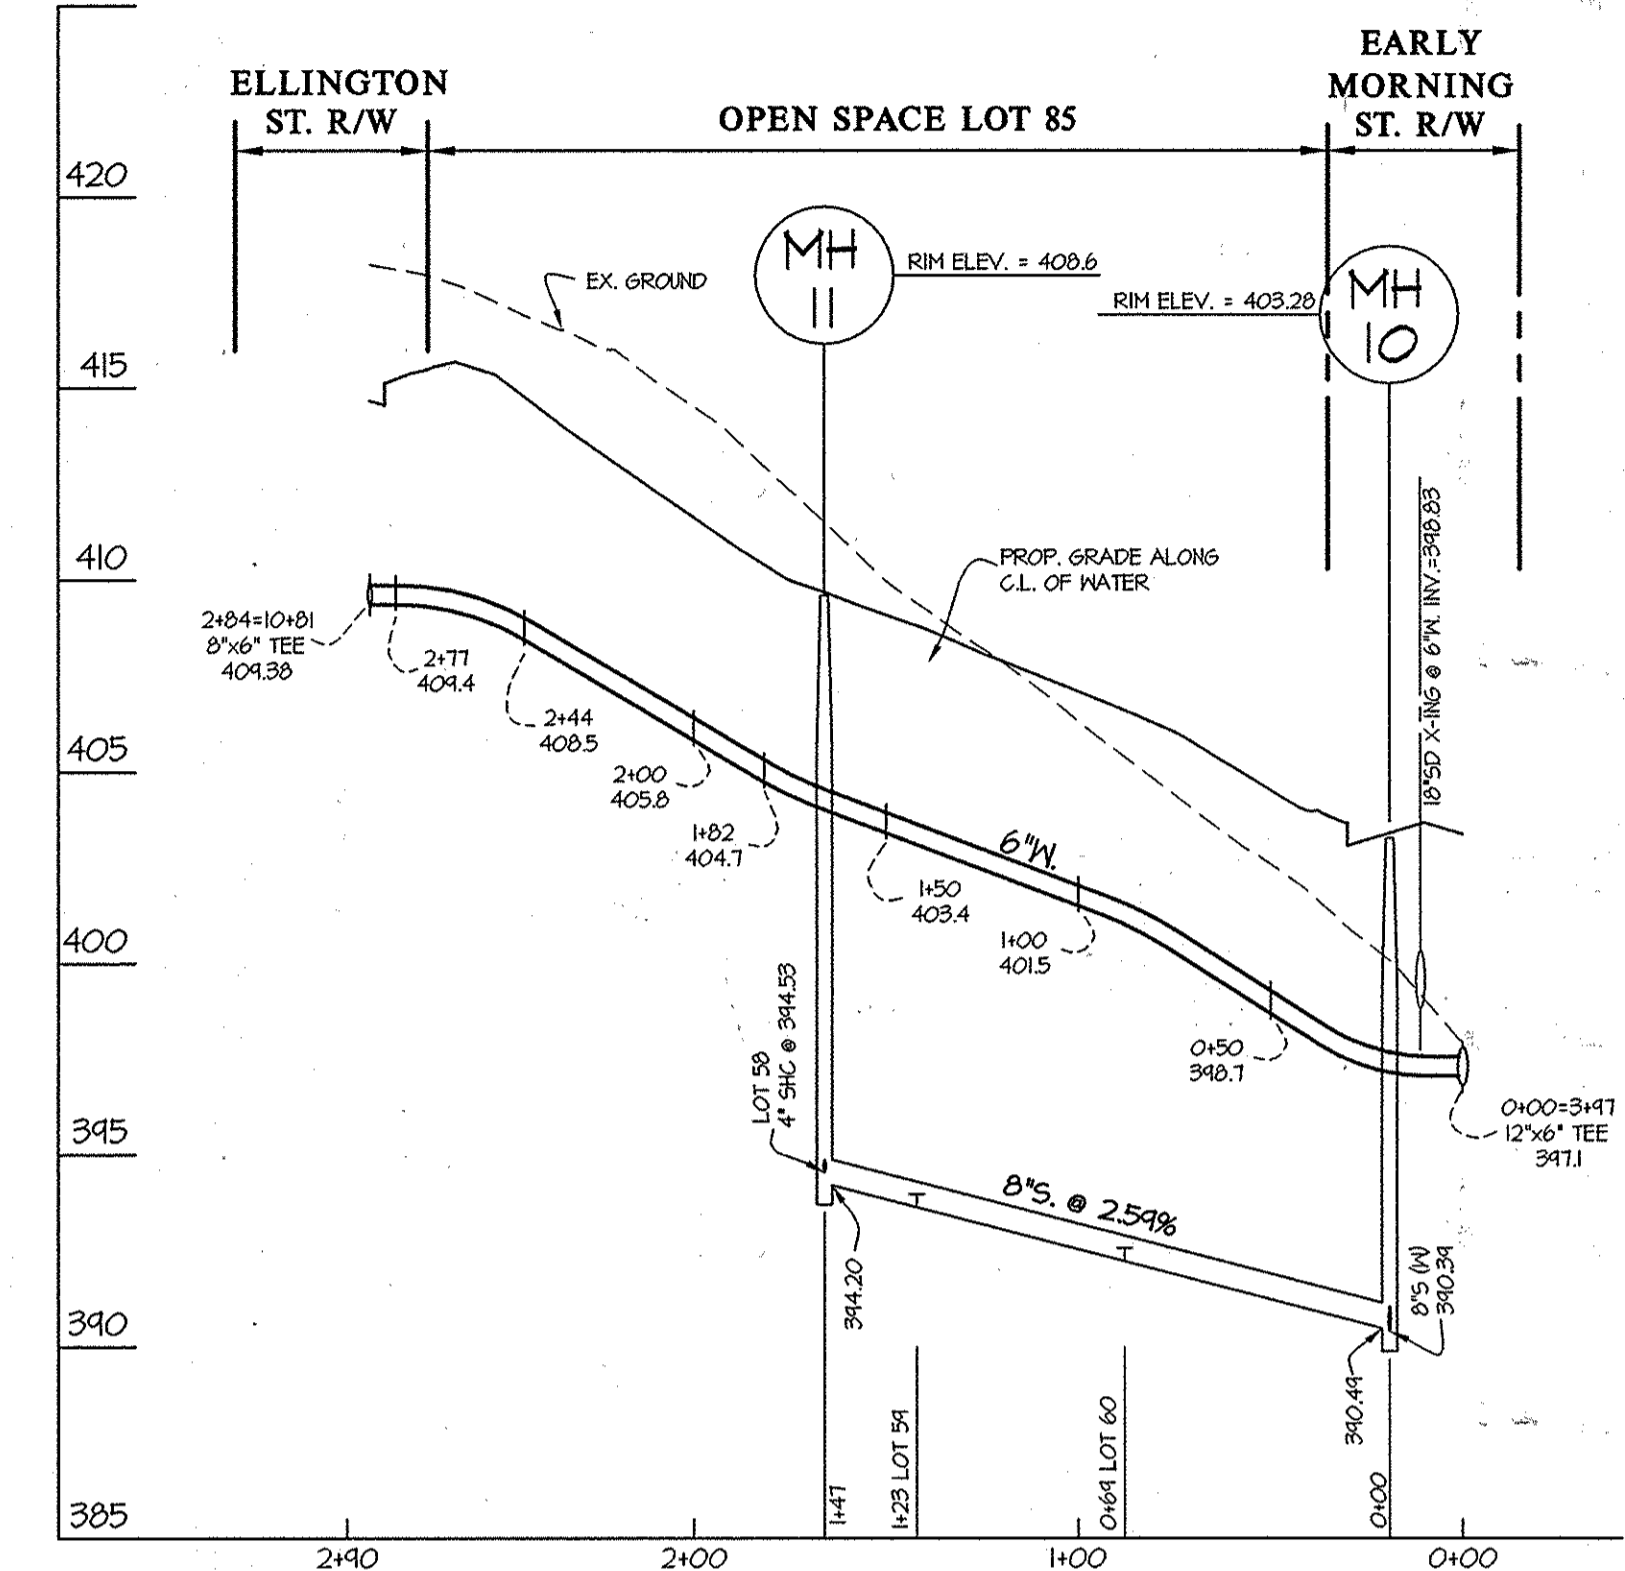 EARLY
MORNING
ST. R/W
ELLINGTON
ST. R/W
OPEN SPACE LOT 85
420
MH
11
RIM ELEV. = 408.6
EX. GROUND
RIM ELEV. = 403.28
MH
10
415
410
PROP. GRADE ALONG
C.L. OF WATER
18"SD X-ING @ 6"W. INV.=398.83
2+84=10+81
8"x6" TEE
409.38
2+77
409.4
2+44
408.5
405
2+00
405.8
1+82
404.7
6"W.
1+50
403.4
400
1+00
401.5
0+50
398.7
LOT 58
4" SHC @ 394.53
395
0+00=3+97
12"x6" TEE
397.1
8"S. @ 2.59%
394.20
8"S (W)
390.39
390
390.49
385
1+47
1+23 LOT 59
0+69 LOT 60
0+00
2+90
2+00
1+00
0+00